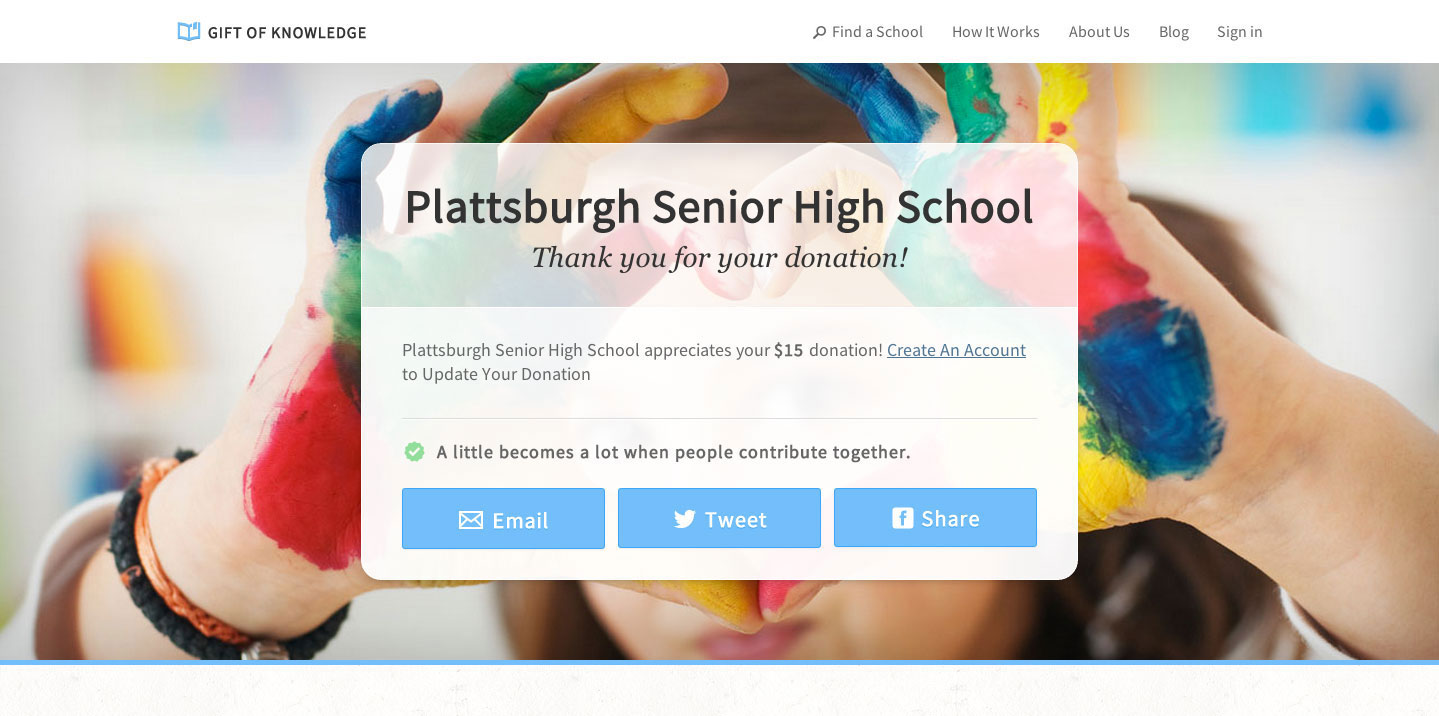 GIFT OF KNOWLEDGE
Find a School How It Works About Us Blog Sign in
Plattsburgh Senior High School
Thank you for your donation!
Plattsburgh Senior High School appreciates your $15 donation! Create An Account
to Update Your Donation
A little becomes a lot when people contribute together.
Email Tweet Share